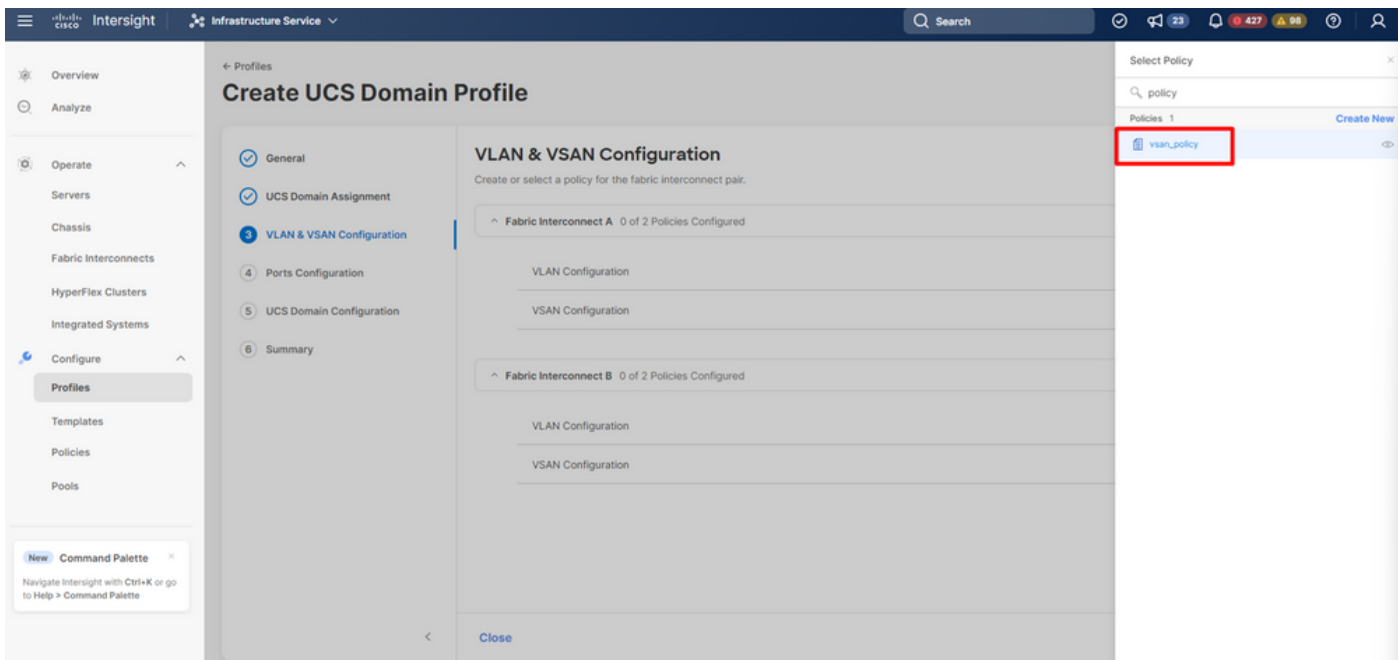 cisco Intersight
Infrastructure Service
Search
23
427
98
Overview
Analyze
Operate
Servers
Chassis
Fabric Interconnects
HyperFlex Clusters
Integrated Systems
Configure
Profiles
Templates
Policies
Pools
New Command Palette
Navigate Intersight with Ctrl+K or go
to Help > Command Palette
← Profiles
Create UCS Domain Profile
General
UCS Domain Assignment
3 VLAN & VSAN Configuration
4 Ports Configuration
5 UCS Domain Configuration
6 Summary
VLAN & VSAN Configuration
Create or select a policy for the fabric interconnect pair.
Fabric Interconnect A 0 of 2 Policies Configured
VLAN Configuration
VSAN Configuration
Fabric Interconnect B 0 of 2 Policies Configured
VLAN Configuration
VSAN Configuration
Close
Select Policy
policy
Policies 1 Create New
vsan_policy